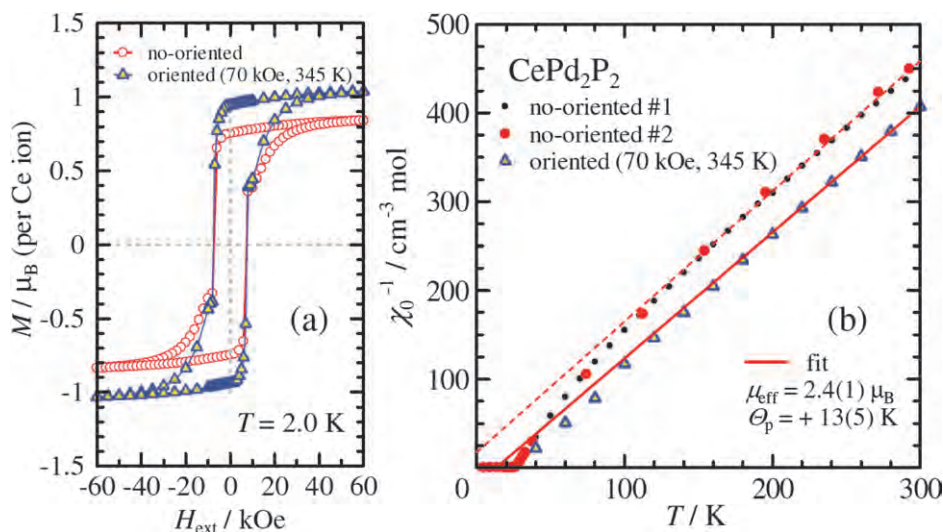 1.5
1
0.5
0
-0.5
-1
-1.5
M / μB (per Ce ion)
no-oriented
oriented (70 kOe, 345 K)
(a)
T = 2.0 K
-60 -40 -20 0 20 40 60
Hext / kOe
500
400
300
200
100
0
χ0⁻¹ / cm⁻³ mol
CePd2P2
no-oriented #1
no-oriented #2
oriented (70 kOe, 345 K)
(b)
fit
μeff = 2.4(1) μB
Θp = + 13(5) K
100 200 300
T / K